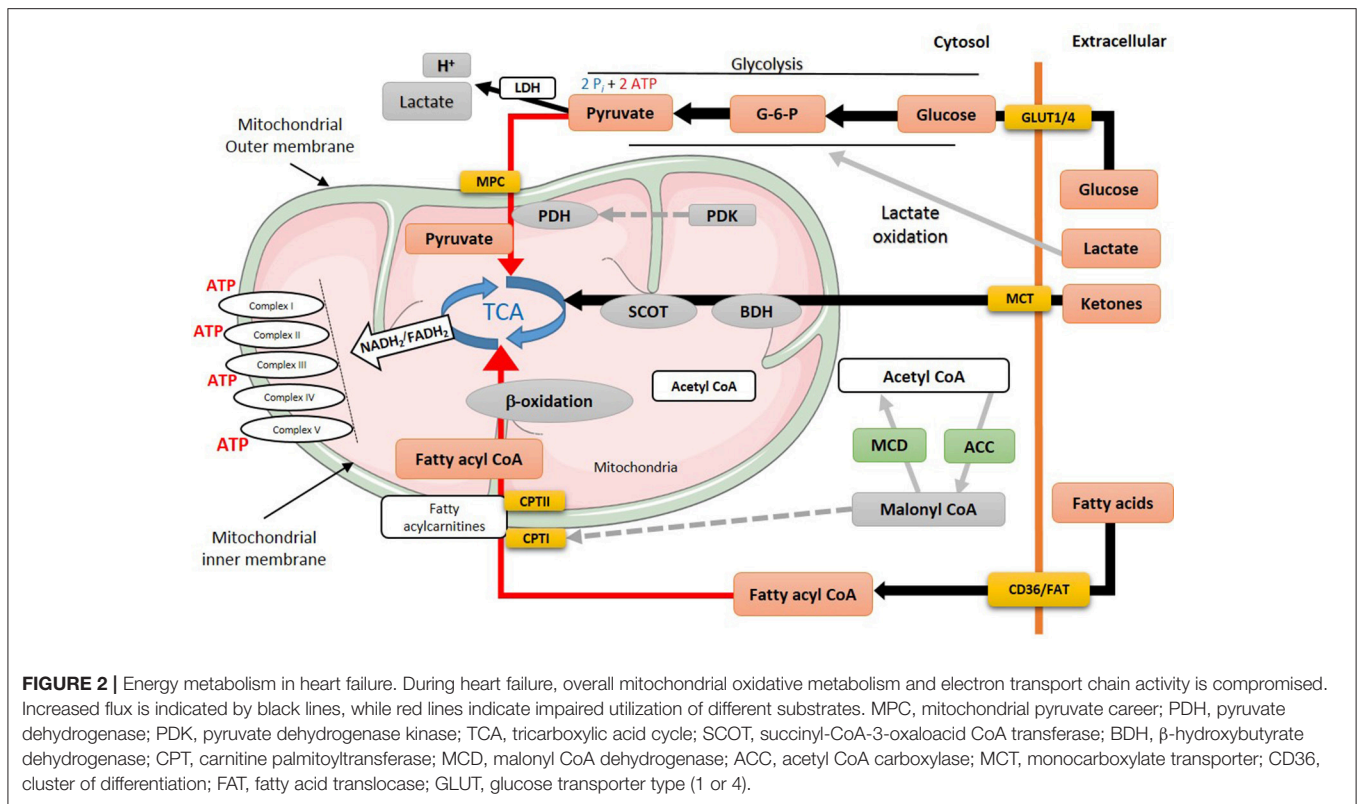 Cytosol
Extracellular
H⁺
Lactate
LDH
Glycolysis
2 Pᵢ + 2 ATP
Pyruvate
G-6-P
Glucose
GLUT1/4
Mitochondrial
Outer membrane
MPC
Glucose
PDH
PDK
Lactate
oxidation
Lactate
Pyruvate
ATP
Complex I
TCA
SCOT
BDH
MCT
Ketones
ATP
Complex II
NADH₂/FADH₂
Complex III
ATP
Complex IV
Acetyl CoA
Acetyl CoA
β-oxidation
Complex V
ATP
MCD
ACC
Fatty acyl CoA
Mitochondria
Fatty
acylcarnitines
CPTII
Malonyl CoA
Fatty acids
CPTI
Mitochondrial
inner membrane
Fatty acyl CoA
CD36/FAT
FIGURE 2 | Energy metabolism in heart failure. During heart failure, overall mitochondrial oxidative metabolism and electron transport chain activity is compromised.
Increased flux is indicated by black lines, while red lines indicate impaired utilization of different substrates. MPC, mitochondrial pyruvate career; PDH, pyruvate
dehydrogenase; PDK, pyruvate dehydrogenase kinase; TCA, tricarboxylic acid cycle; SCOT, succinyl-CoA-3-oxaloacid CoA transferase; BDH, β-hydroxybutyrate
dehydrogenase; CPT, carnitine palmitoyltransferase; MCD, malonyl CoA dehydrogenase; ACC, acetyl CoA carboxylase; MCT, monocarboxylate transporter; CD36,
cluster of differentiation; FAT, fatty acid translocase; GLUT, glucose transporter type (1 or 4).